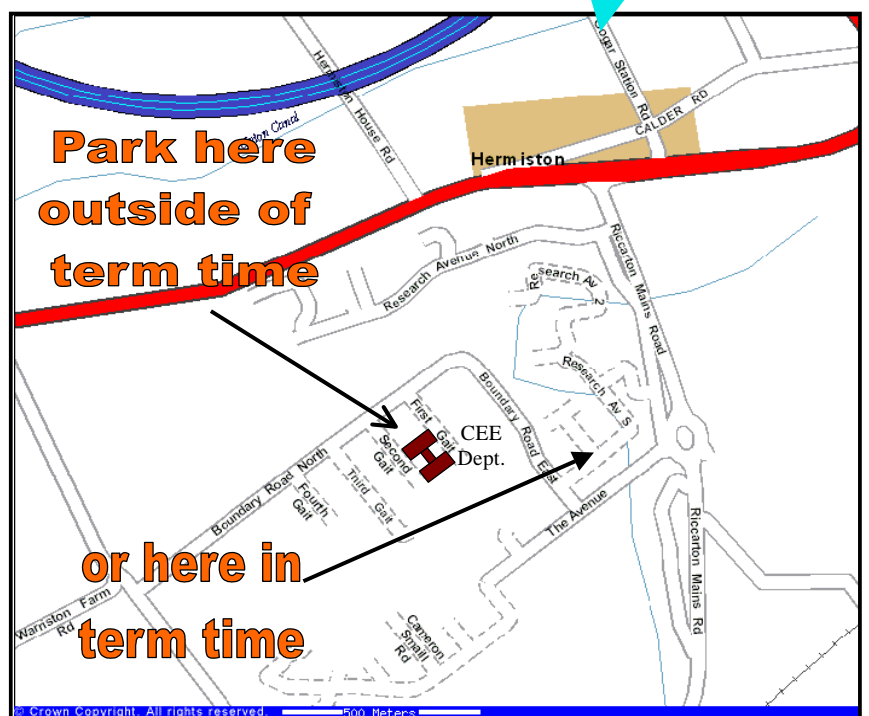 Gogar Station Rd
Hermiston House Rd
Canal
CALDER RD
Hermiston
Park here
outside of
term time
Research Avenue North
Riccarton Mains Road
Research Av 2
Research Av S
Boundary Road East
First Gait
CEE
Dept.
Second
Gait
Third Gait
Fourth
Gait
Boundary Road North
The Avenue
Riccarton Mains Rd
or here in
term time
Warriston Farm
Rd
Cameron
Smaill
Rd
© Crown Copyright. All rights reserved.
500 Meters